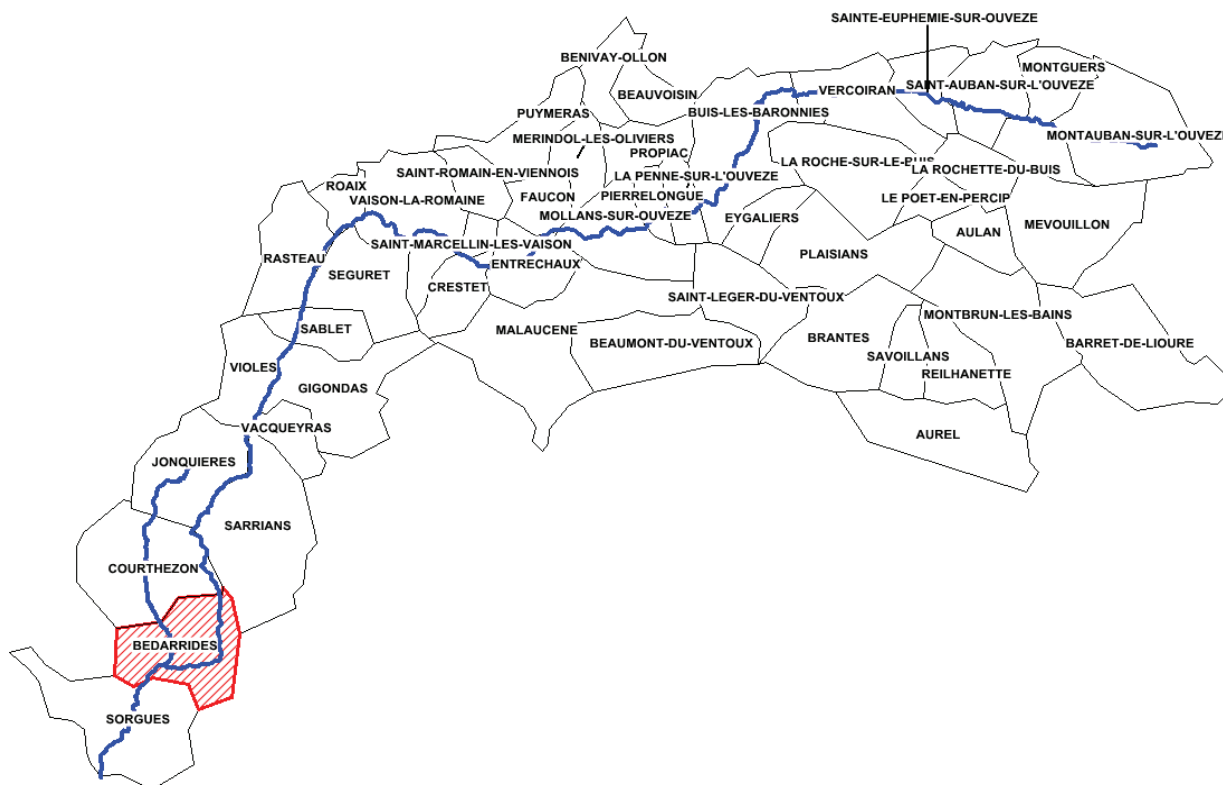 SAINTE-EUPHEMIE-SUR-OUVEZE
BENIVAY-OLLON
MONTGUERS
SAINT-AUBAN-SUR-L'OUVEZE
VERCOIRAN
BEAUVOISIN
PUYMERAS
BUIS-LES-BARONNIES
MERINDOL-LES-OLIVIERS
MONTAUBAN-SUR-L'OUVEZE
PROPIAC
LA ROCHE-SUR-LE-BUIS
LA ROCHETTE-DU-BUIS
SAINT-ROMAIN-EN-VIENNOIS
LA PENNE-SUR-L'OUVEZE
ROAIX
VAISON-LA-ROMAINE
FAUCON
PIERRELONGUE
LE POET-EN-PERCIP
MOLLANS-SUR-OUVEZE
EYGALIERS
MEVOUILLON
AULAN
SAINT-MARCELLIN-LES-VAISON
RASTEAU
ENTRECHAUX
PLAISIANS
SEGURET
CRESTET
SAINT-LEGER-DU-VENTOUX
MONTBRUN-LES-BAINS
SABLET
MALAUCENE
BEAUMONT-DU-VENTOUX
BRANTES
BARRET-DE-LIOURE
SAVOILLANS
VIOLES
REILHANETTE
GIGONDAS
VACQUEYRAS
AUREL
JONQUIERES
SARRIANS
COURTHEZON
BEDARRIDES
SORGUES